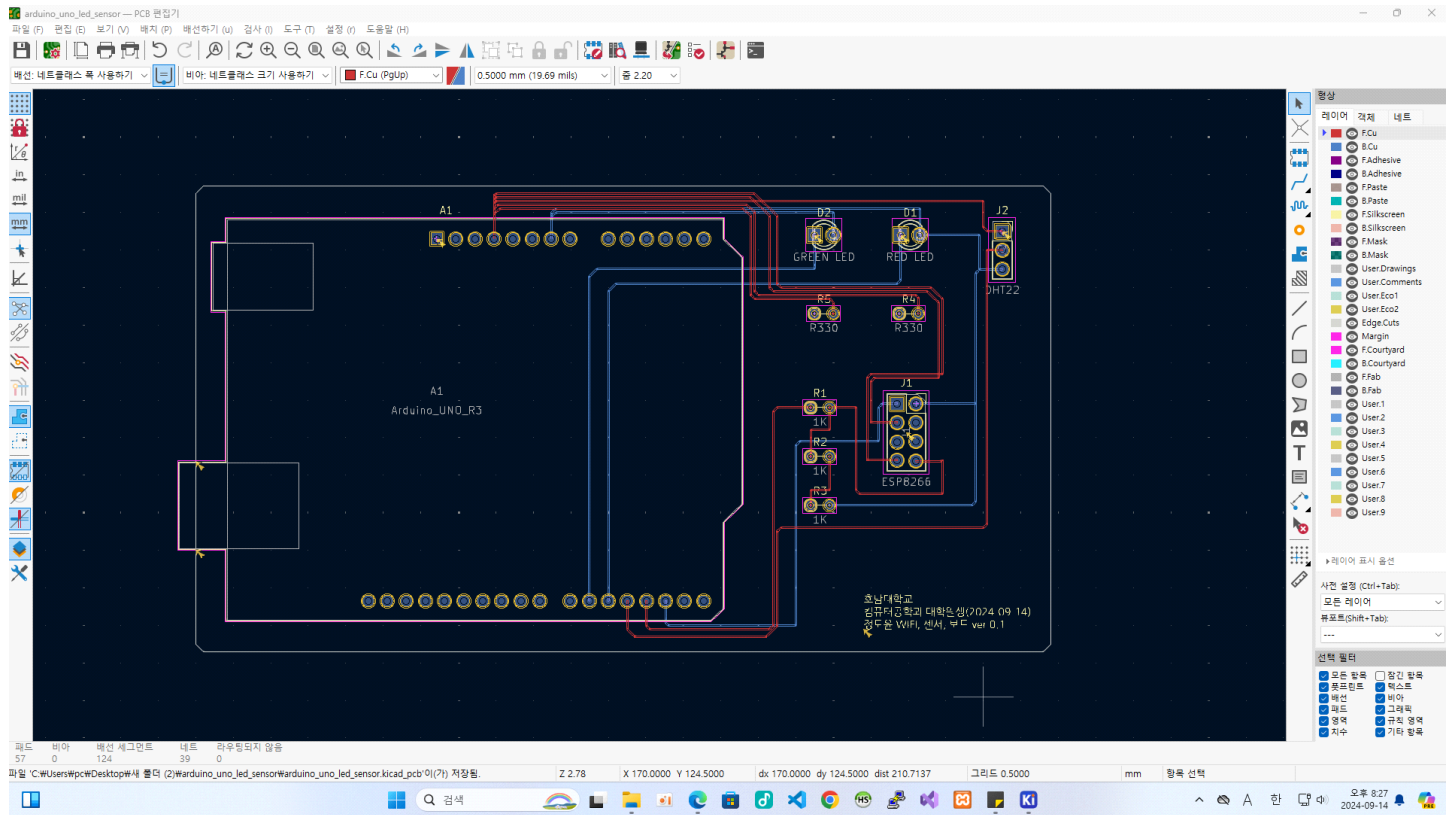 arduino_uno_led_sensor — PCB 편집기
파일 (F) 편집 (E) 보기 (V) 배치 (P) 배선하기 (u) 검사 (I) 도구 (T) 설정 (r) 도움말 (H)
배선: 네트클래스 폭 사용하기 비아: 네트클래스 크기 사용하기 F.Cu (PgUp) 0.5000 mm (19.69 mils) 줌 2.20
in
mil
mm
A1
D2
D1
J2
GREEN LED
RED LED
DHT22
R5
R4
R330
R330
A1
Arduino_UNO_R3
R1
J1
1K
R2
1K
ESP8266
R3
1K
호남대학교
컴퓨터공학과 대학원생(2024 09 14)
정도윤 WIFI, 센서, 보드 ver 0.1
형상
레이어 객체 네트
F.Cu
B.Cu
F.Adhesive
B.Adhesive
F.Paste
B.Paste
F.Silkscreen
B.Silkscreen
F.Mask
B.Mask
User.Drawings
User.Comments
User.Eco1
User.Eco2
Edge.Cuts
Margin
F.Courtyard
B.Courtyard
F.Fab
B.Fab
User.1
User.2
User.3
User.4
User.5
User.6
User.7
User.8
User.9
레이어 표시 옵션
사전 설정 (Ctrl+Tab):
모든 레이어
뷰포트(Shift+Tab):
---
선택 필터
모든 항목 잠긴 항목
풋프린트 텍스트
배선 비아
패드 그래픽
영역 규칙 영역
치수 기타 항목
패드 비아 배선 세그먼트 네트 라우팅되지 않음
57 0 124 39 0
파일 'C:₩Users₩pc₩Desktop₩새 폴더 (2)₩arduino_uno_led_sensor₩arduino_uno_led_sensor.kicad_pcb'이(가) 저장됨. Z 2.78 X 170.0000 Y 124.5000 dx 170.0000 dy 124.5000 dist 210.7137 그리드 0.5000 mm 항목 선택
검색
HS
Ki
A 한
오후 8:27
2024-09-14
PRE